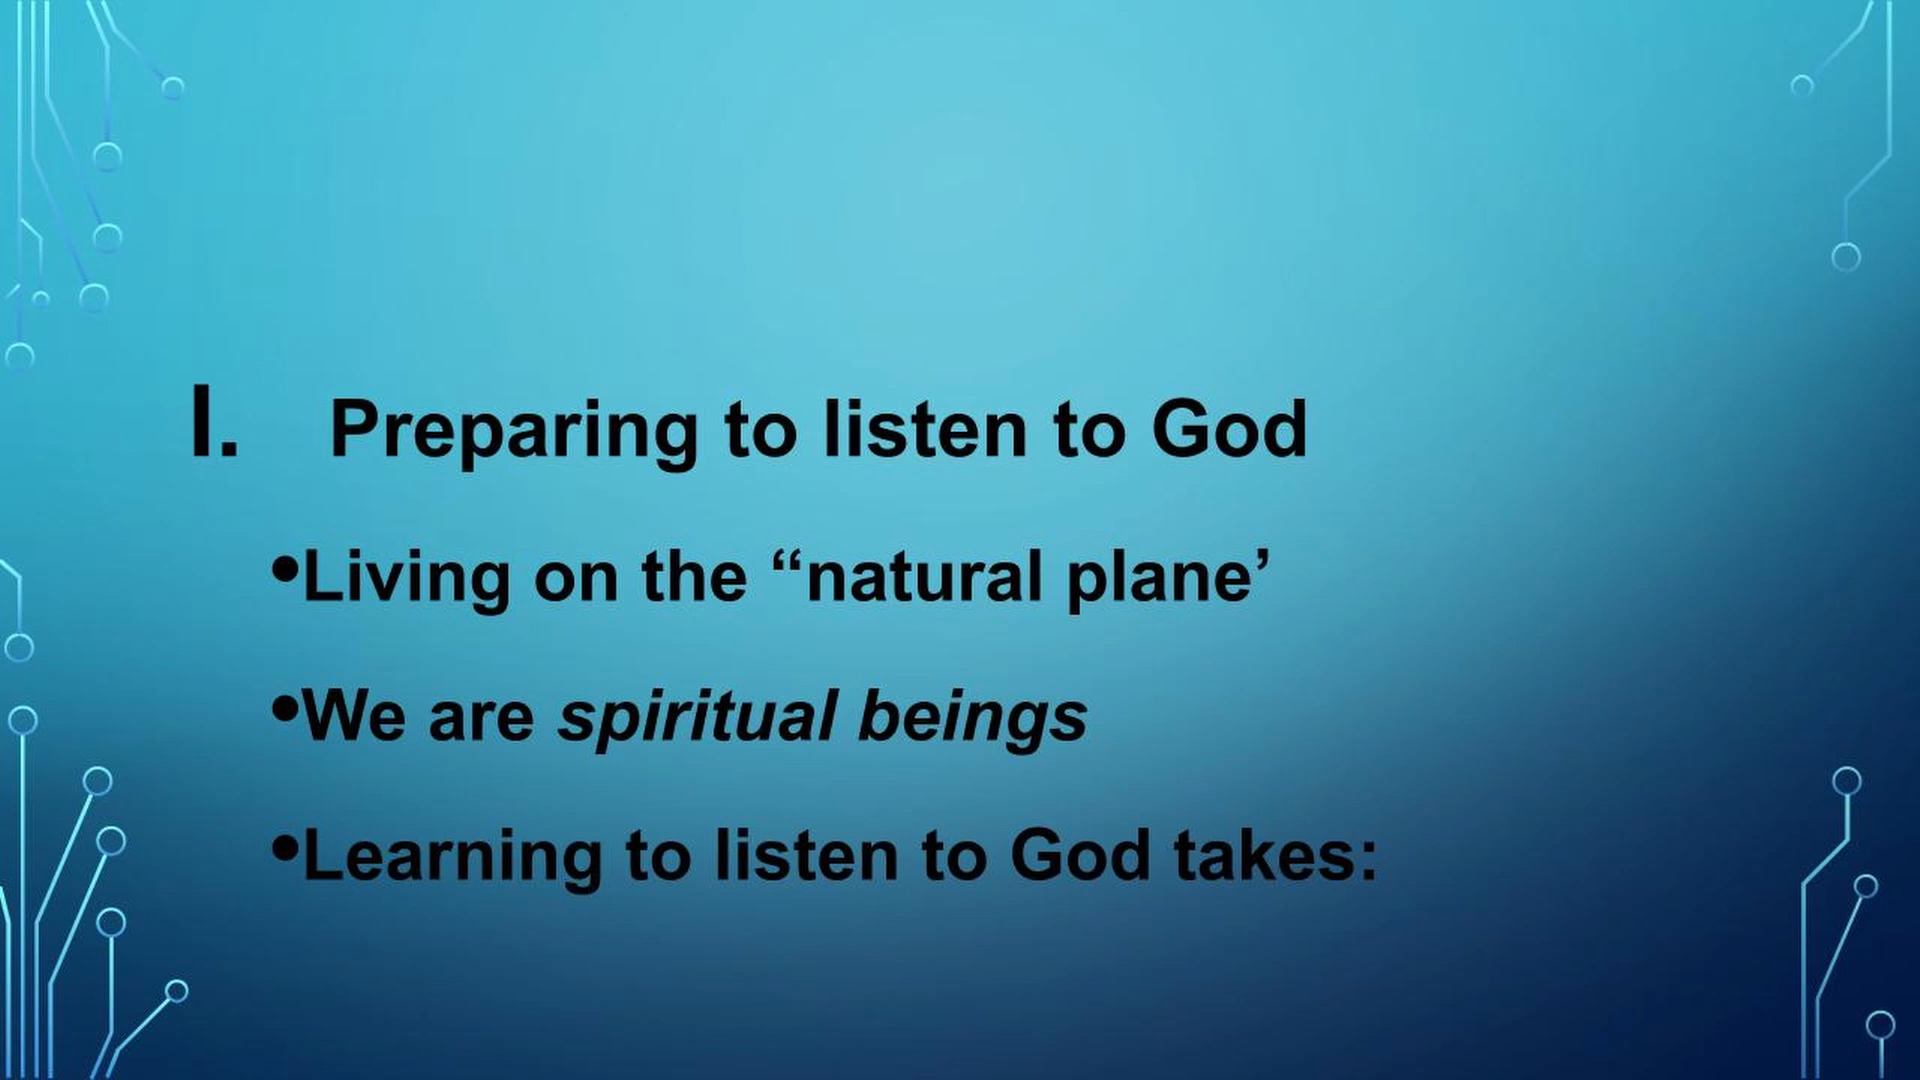 I. Preparing to listen to God
•Living on the “natural plane’
•We are spiritual beings
•Learning to listen to God takes: